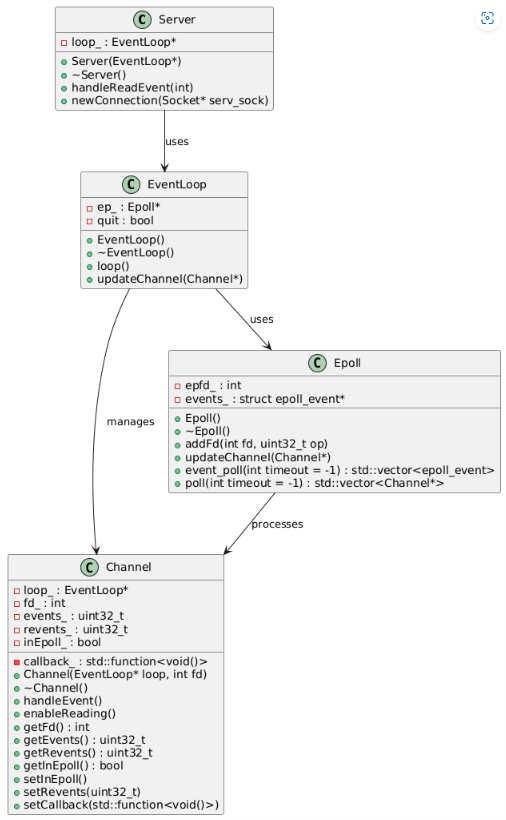 C Server
loop_ : EventLoop*
Server(EventLoop*)
~Server()
handleReadEvent(int)
newConnection(Socket* serv_sock)
uses
C EventLoop
ep_ : Epoll*
quit : bool
EventLoop()
~EventLoop()
loop()
updateChannel(Channel*)
uses
manages
C Epoll
epfd_ : int
events_ : struct epoll_event*
Epoll()
~Epoll()
addFd(int fd, uint32_t op)
updateChannel(Channel*)
event_poll(int timeout = -1) : std::vector<epoll_event>
poll(int timeout = -1) : std::vector<Channel*>
processes
C Channel
loop_ : EventLoop*
fd_ : int
events_ : uint32_t
revents_ : uint32_t
inEpoll_ : bool
callback_ : std::function<void()>
Channel(EventLoop* loop, int fd)
~Channel()
handleEvent()
enableReading()
getFd() : int
getEvents() : uint32_t
getRevents() : uint32_t
getInEpoll() : bool
setInEpoll()
setRevents(uint32_t)
setCallback(std::function<void()>)